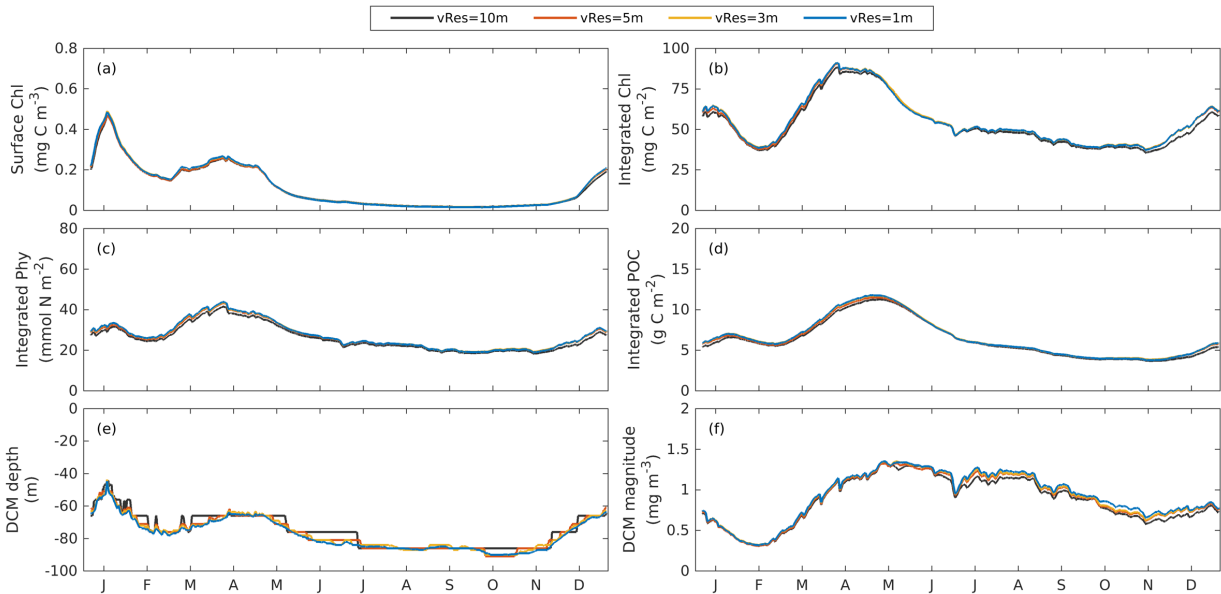 vRes=10m vRes=5m vRes=3m vRes=1m
0.8
0.6
0.4
0.2
0
Surface Chl
(mg C m-3)
(a)
100
75
50
25
0
Integrated Chl
(mg C m-2)
(b)
J F M A M J J A S O N D
J F M A M J J A S O N D
80
60
40
20
0
Integrated Phy
(mmol N m-2)
(c)
20
15
10
5
0
Integrated POC
(g C m-2)
(d)
J F M A M J J A S O N D
J F M A M J J A S O N D
0
-20
-40
-60
-80
-100
DCM depth
(m)
(e)
2
1.5
1
0.5
0
DCM magnitude
(mg m-3)
(f)
J F M A M J J A S O N D
J F M A M J J A S O N D